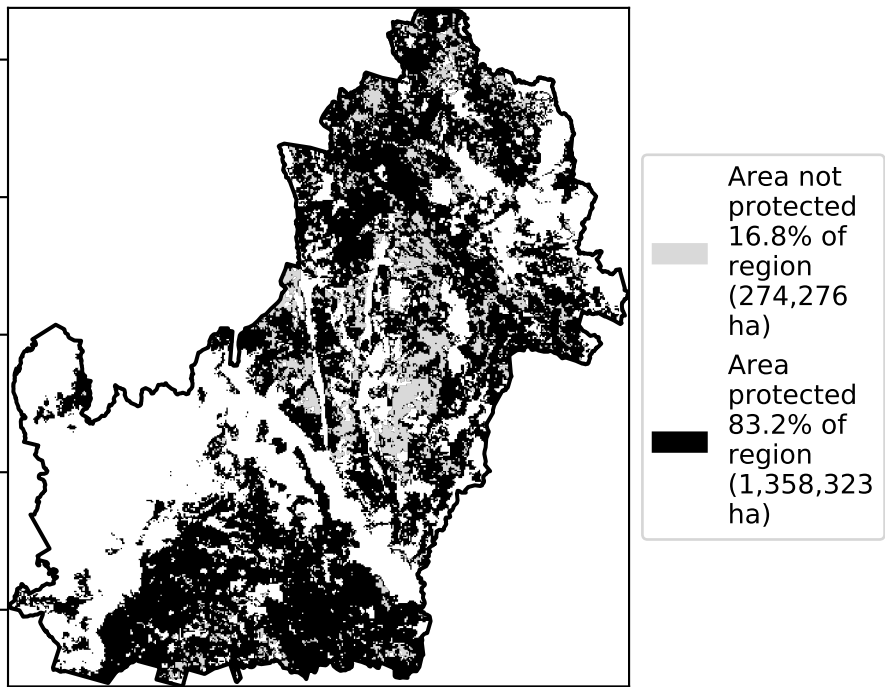 Area not
protected
16.8% of
region
(274,276
ha)
Area
protected
83.2% of
region
(1,358,323
ha)